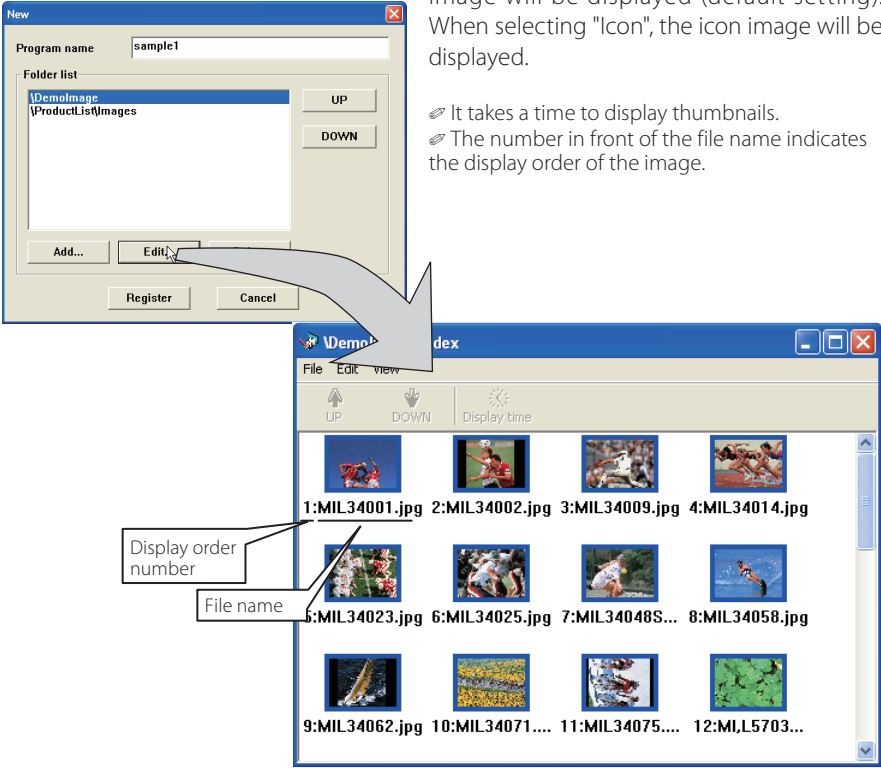 image will be displayed (default setting).
When selecting "Icon", the icon image will be
displayed.
It takes a time to display thumbnails.
The number in front of the file name indicates
the display order of the image.
New
Program name sample1
Folder list
\DemoImage
\ProductList\Images
UP
DOWN
Add... Edit...
Register Cancel
\Demo dex
File Edit View
UP DOWN Display time
1:MIL34001.jpg 2:MIL34002.jpg 3:MIL34009.jpg 4:MIL34014.jpg
Display order
number
File name
5:MIL34023.jpg 6:MIL34025.jpg 7:MIL34048S... 8:MIL34058.jpg
9:MIL34062.jpg 10:MIL34071.... 11:MIL34075.... 12:MI,L5703...